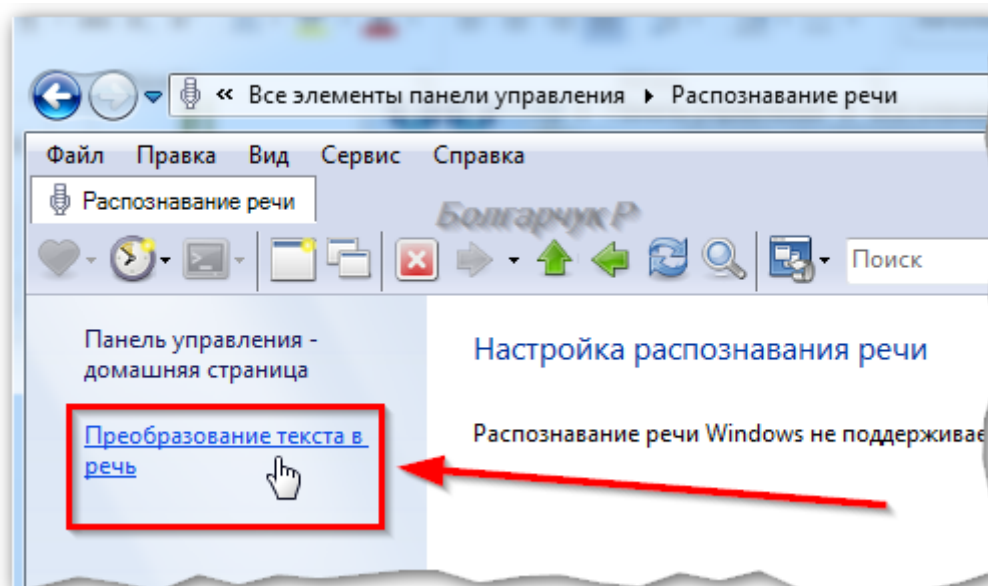 « Все элементы панели управления ▸ Распознавание речи
Файл Правка Вид Сервис Справка
Распознавание речи
Болгарчук Р
Поиск
Панель управления -
домашняя страница
Настройка распознавания речи
Преобразование текста в
речь
Распознавание речи Windows не поддерживае